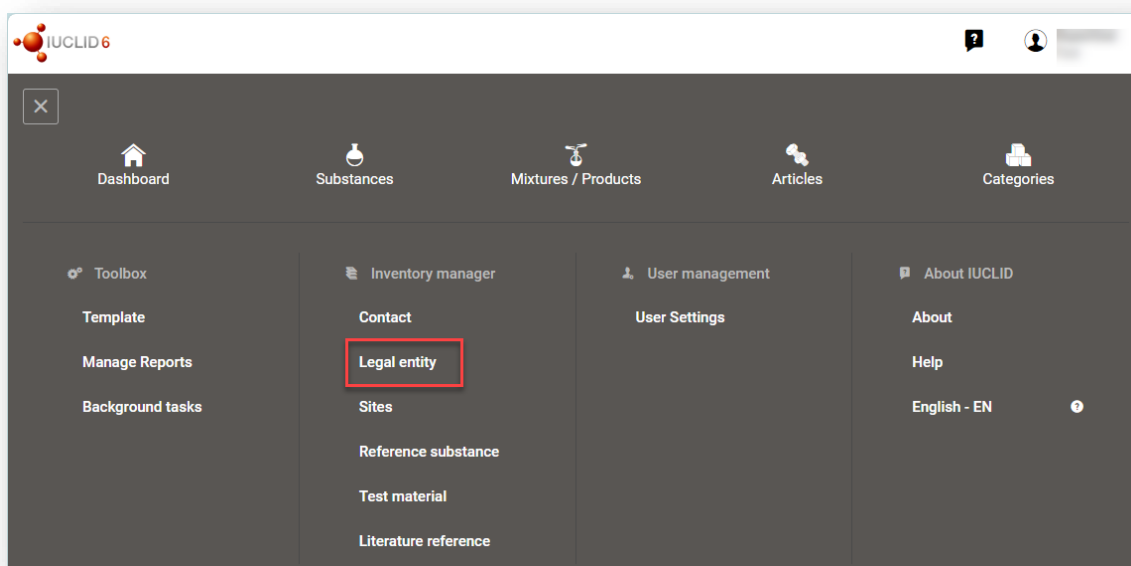 IUCLID 6
Dashboard
Substances
Mixtures / Products
Articles
Categories
Toolbox
Template
Manage Reports
Background tasks
Inventory manager
Contact
Legal entity
Sites
Reference substance
Test material
Literature reference
User management
User Settings
About IUCLID
About
Help
English - EN